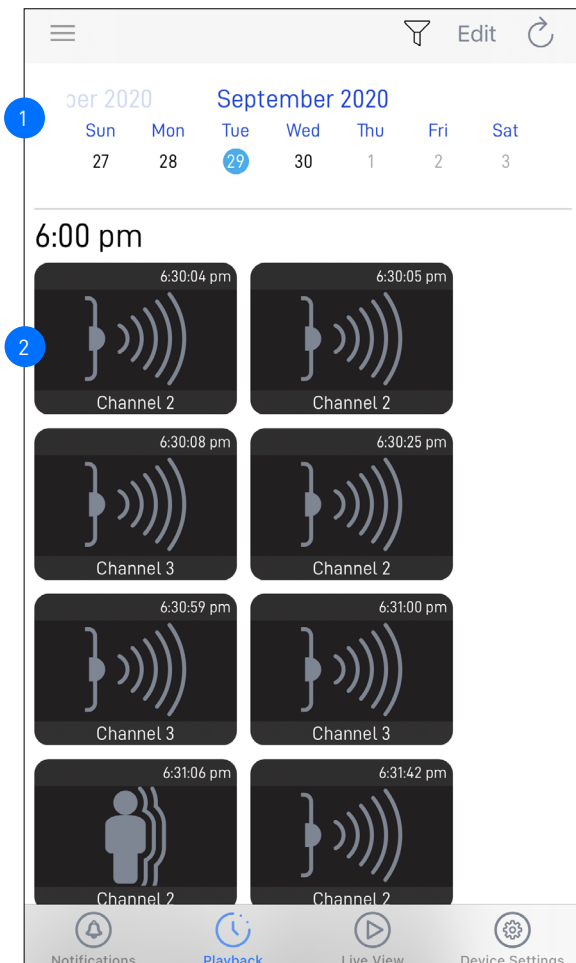 Edit
1
ber 2020 September 2020
Sun Mon Tue Wed Thu Fri Sat
27 28 29 30 1 2 3
6:00 pm
6:30:04 pm 6:30:05 pm
2
Channel 2 Channel 2
6:30:08 pm 6:30:25 pm
Channel 3 Channel 2
6:30:59 pm 6:31:00 pm
Channel 3 Channel 3
6:31:06 pm 6:31:42 pm
Channel 2 Channel 2
Notifications Playback Live View Device Settings